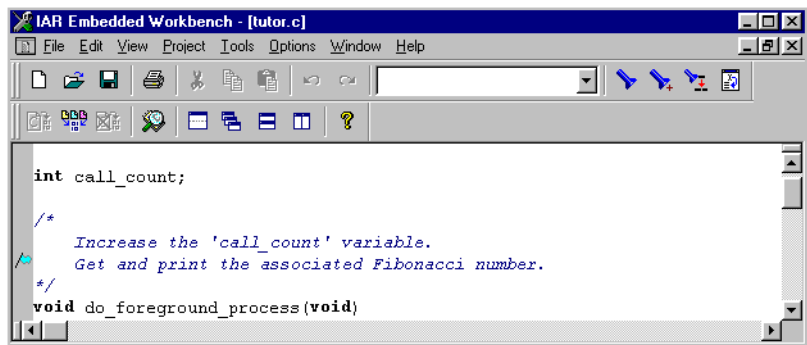 IAR Embedded Workbench - [tutor.c]
File Edit View Project Tools Options Window Help
int call_count;
/*
Increase the 'call_count' variable.
Get and print the associated Fibonacci number.
*/
void do_foreground_process(void)